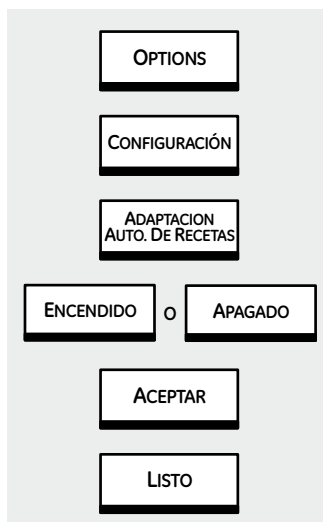 OPTIONS
CONFIGURACIÓN
ADAPTACION
AUTO. DE RECETAS
ENCENDIDO o APAGADO
ACEPTAR
LISTO